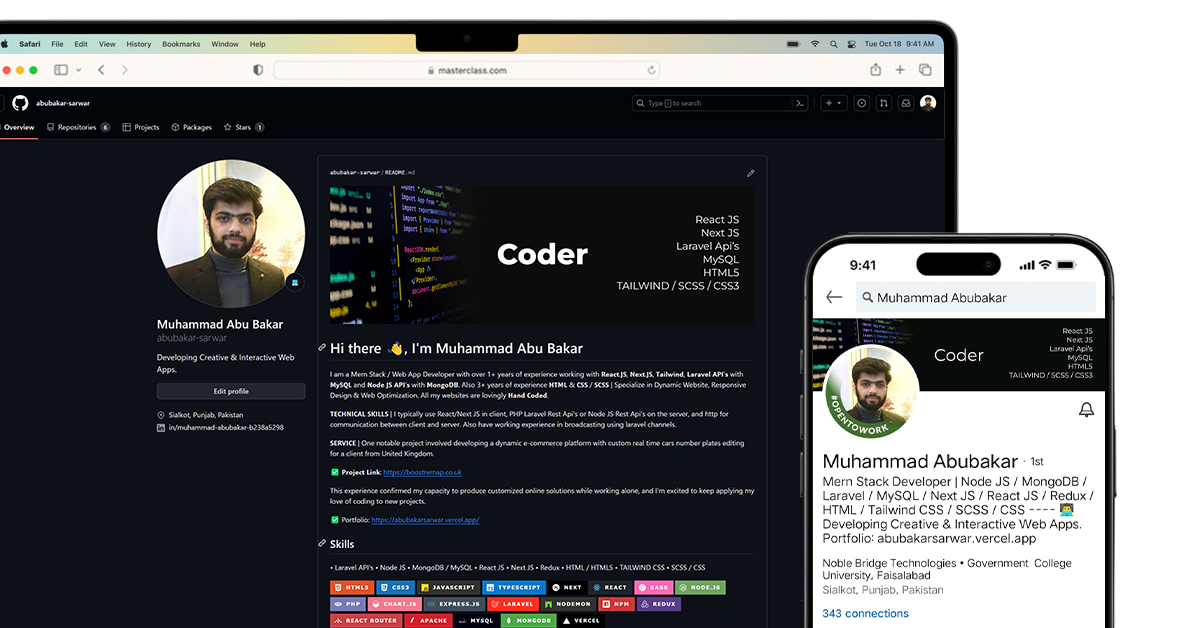 Safari File Edit View History Bookmarks Window Help
Tue Oct 18 9:41 AM
masterclass.com
abubakar-sarwar
Type / to search
Overview Repositories 6 Projects Packages Stars 1
abubakar-sarwar / README.md
import "./index.css";
import App from "./App";
ReactDOM.render(
<Provider store={store}>
<App />
</Provider>,
Coder
React JS
Next JS
Laravel Api's
MySQL
HTML5
TAILWIND / SCSS / CSS3
Muhammad Abu Bakar
abubakar-sarwar
Developing Creative & Interactive Web
Apps.
Edit profile
Sialkot, Punjab, Pakistan
in/muhammad-abubakar-b238a5298
Hi there 👋, I'm Muhammad Abu Bakar
I am a Mern Stack / Web App Developer with over 1+ years of experience working with React.JS, Next.JS, Tailwind, Laravel API's with
MySQL and Node JS API's with MongoDB. Also 3+ years of experience HTML & CSS / SCSS | Specialize in Dynamic Website, Responsive
Design & Web Optimization. All my websites are lovingly Hand Coded.
TECHNICAL SKILLS | I typically use React/Next JS in client, PHP Laravel Rest Api's or Node JS Rest Api's on the server, and http for
communication between client and server. Also have working experience in broadcasting using laravel channels.
SERVICE | One notable project involved developing a dynamic e-commerce platform with custom real time cars number plates editing
for a client from United Kingdom.
✅ Project Link: https://boostremap.co.uk
This experience confirmed my capacity to produce customized online solutions while working alone, and I'm excited to keep applying my
love of coding to new projects.
✅ Portfolio: https://abubakarsarwar.vercel.app/
Skills
• Laravel API's • Node JS • MongoDB / MySQL • React JS • Next JS • Redux • HTML / HTML5 • TAILWIND CSS • SCSS / CSS
HTML5 CSS3 JAVASCRIPT TYPESCRIPT NEXT REACT SASS NODE.JS
PHP CHART.JS EXPRESS.JS LARAVEL NODEMON NPM REDUX
REACT ROUTER APACHE MYSQL MONGODB VERCEL
9:41
Muhammad Abubakar
Coder
React JS
Next JS
Laravel Api's
MySQL
HTML5
TAILWIND / SCSS / CSS3
#OPENTOWORK
Muhammad Abubakar · 1st
Mern Stack Developer | Node JS / MongoDB /
Laravel / MySQL / Next JS / React JS / Redux /
HTML / Tailwind CSS / SCSS / CSS ---- 👨‍💻
Developing Creative & Interactive Web Apps.
Portfolio: abubakarsarwar.vercel.app
Noble Bridge Technologies • Government College
University, Faisalabad
Sialkot, Punjab, Pakistan
343 connections